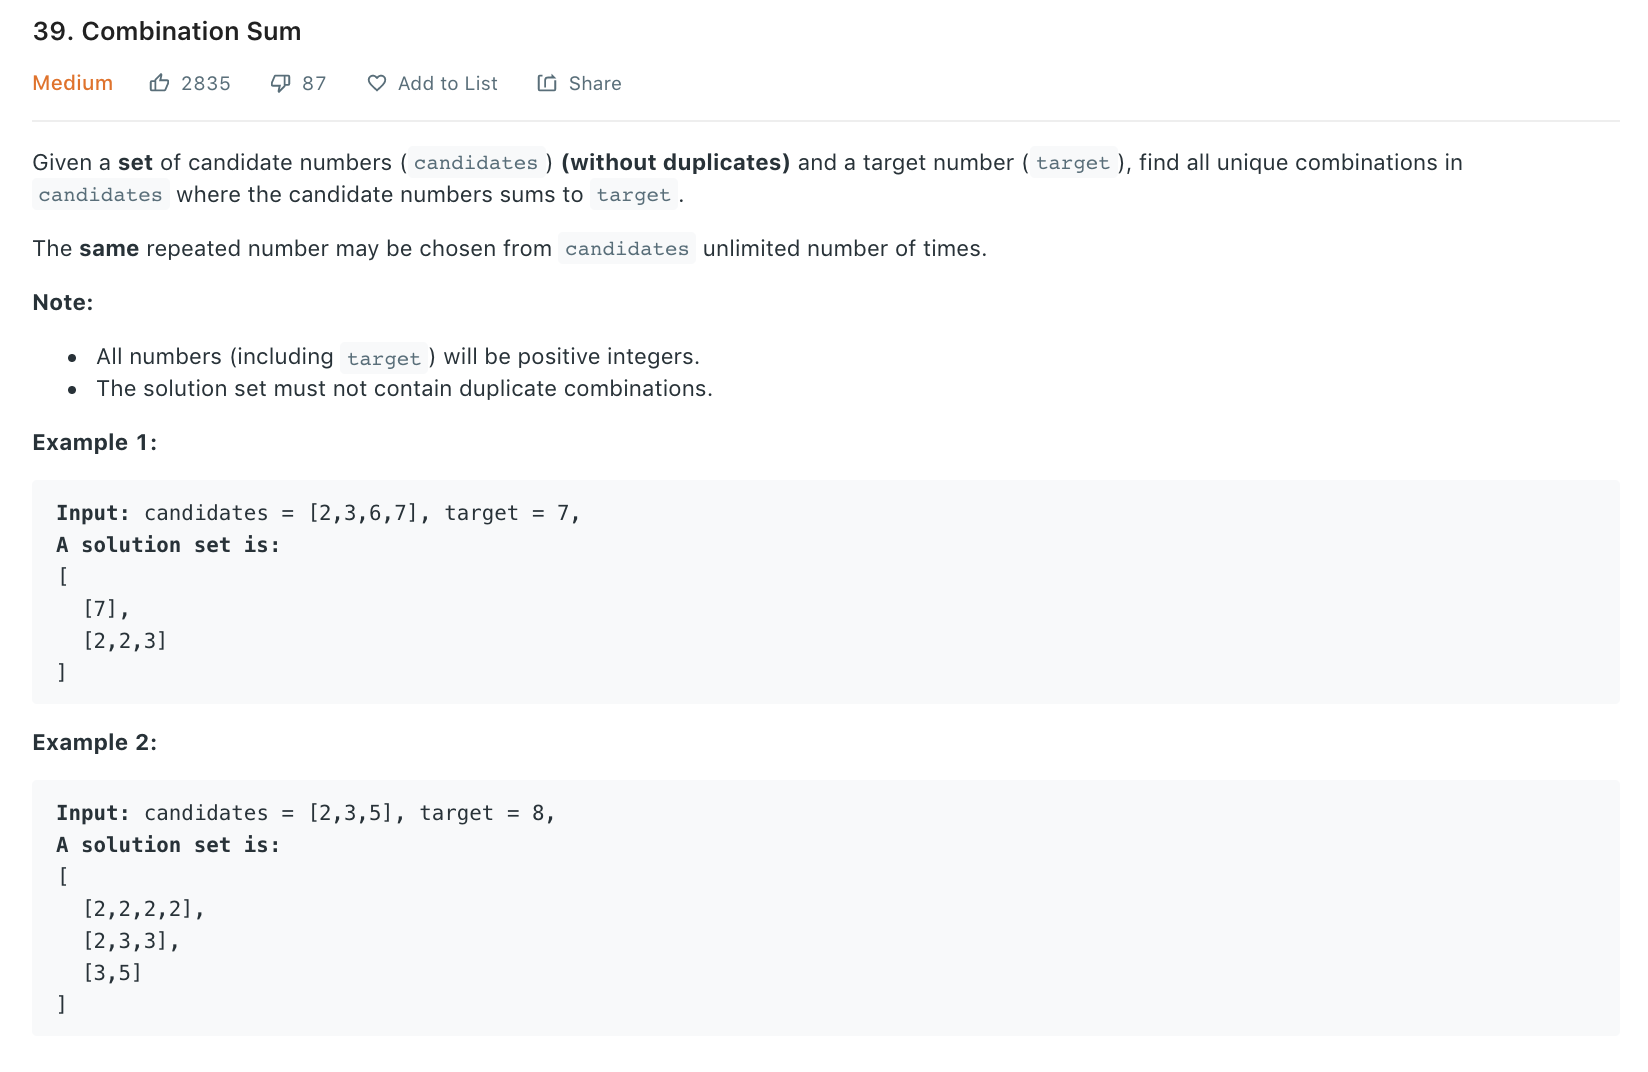 39. Combination Sum
Medium 2835 87 Add to List Share
Given a set of candidate numbers (candidates) (without duplicates) and a target number (target), find all unique combinations in
candidates where the candidate numbers sums to target.
The same repeated number may be chosen from candidates unlimited number of times.
Note:
• All numbers (including target) will be positive integers.
• The solution set must not contain duplicate combinations.
Example 1:
Input: candidates = [2,3,6,7], target = 7,
A solution set is:
[
[7],
[2,2,3]
]
Example 2:
Input: candidates = [2,3,5], target = 8,
A solution set is:
[
[2,2,2,2],
[2,3,3],
[3,5]
]